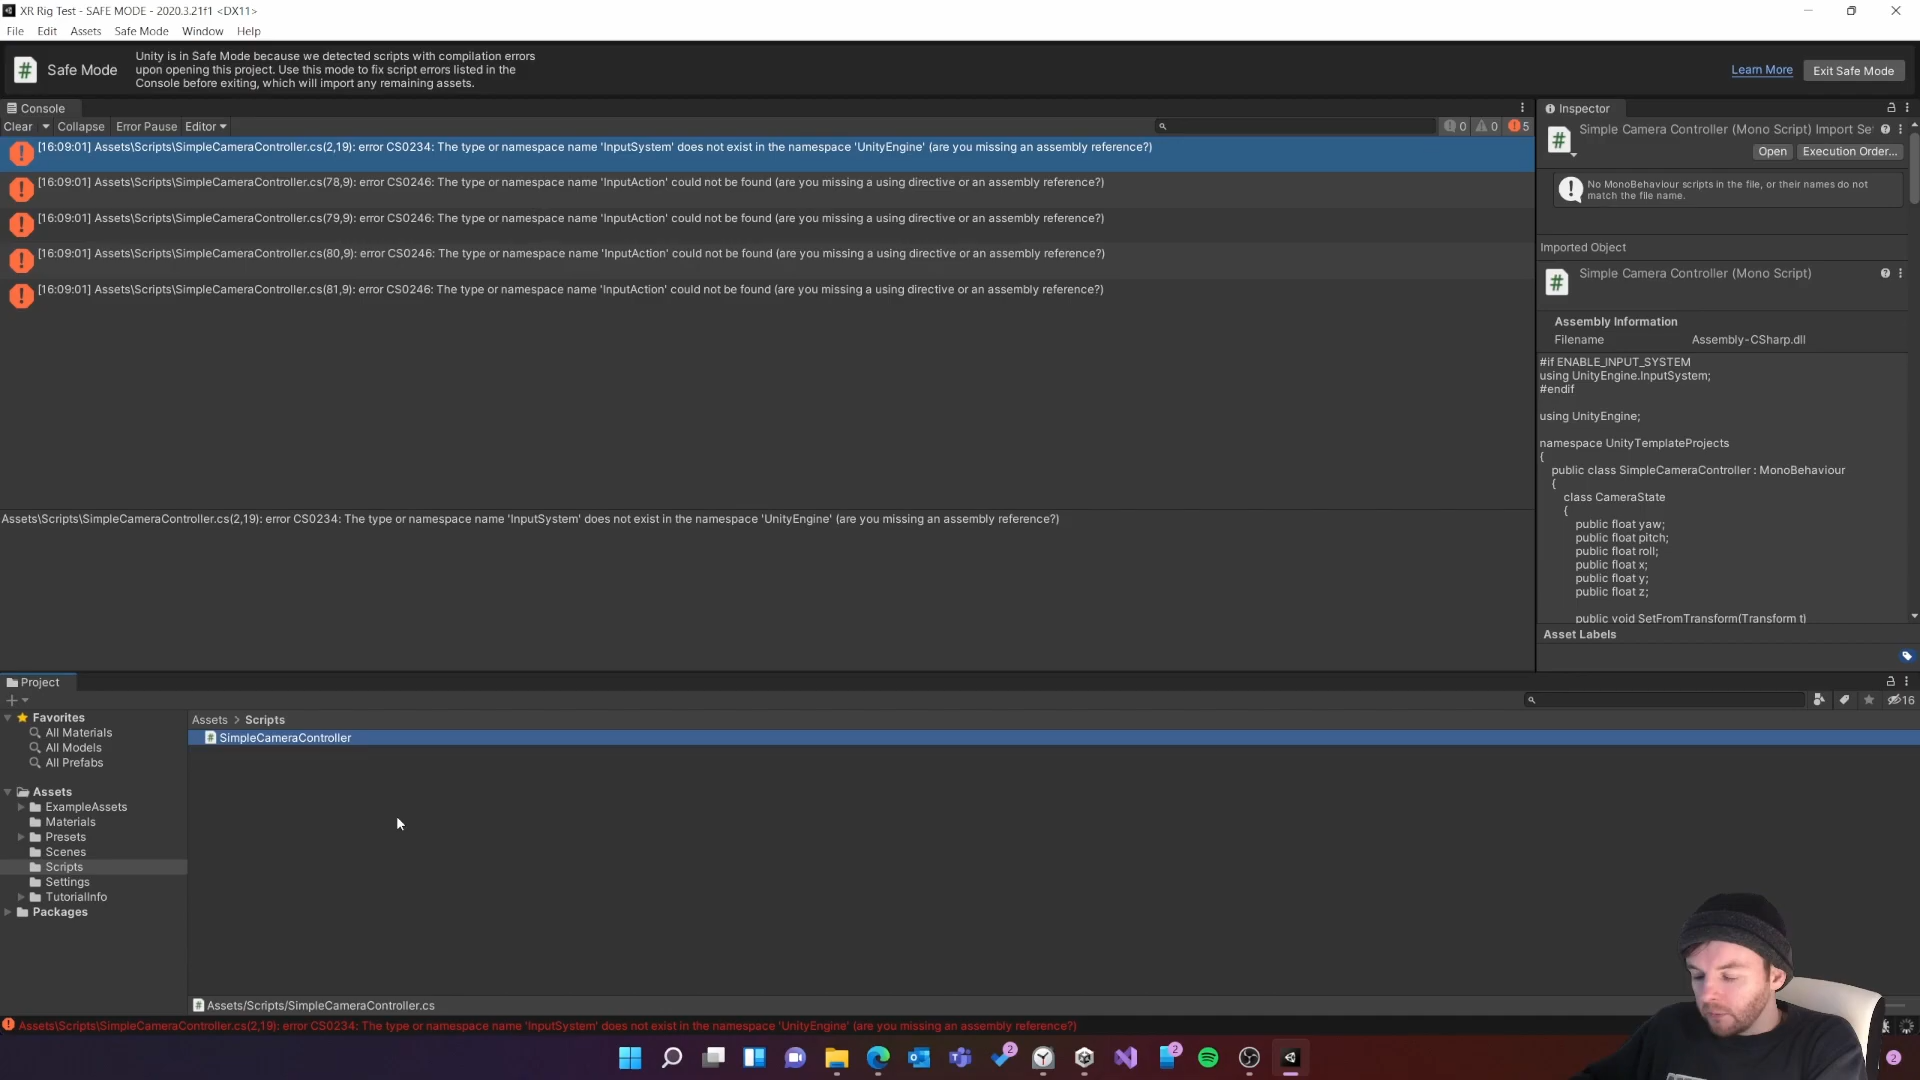 XR Rig Test - SAFE MODE - 2020.3.21f1 <DX11>
File Edit Assets Safe Mode Window Help
Safe Mode
Unity is in Safe Mode because we detected scripts with compilation errors
upon opening this project. Use this mode to fix script errors listed in the
Console before exiting, which will import any remaining assets.
Learn More
Exit Safe Mode
Console
Clear Collapse Error Pause Editor
0 0 5
[16:09:01] Assets\Scripts\SimpleCameraController.cs(2,19): error CS0234: The type or namespace name 'InputSystem' does not exist in the namespace 'UnityEngine' (are you missing an assembly reference?)
[16:09:01] Assets\Scripts\SimpleCameraController.cs(78,9): error CS0246: The type or namespace name 'InputAction' could not be found (are you missing a using directive or an assembly reference?)
[16:09:01] Assets\Scripts\SimpleCameraController.cs(79,9): error CS0246: The type or namespace name 'InputAction' could not be found (are you missing a using directive or an assembly reference?)
[16:09:01] Assets\Scripts\SimpleCameraController.cs(80,9): error CS0246: The type or namespace name 'InputAction' could not be found (are you missing a using directive or an assembly reference?)
[16:09:01] Assets\Scripts\SimpleCameraController.cs(81,9): error CS0246: The type or namespace name 'InputAction' could not be found (are you missing a using directive or an assembly reference?)
Assets\Scripts\SimpleCameraController.cs(2,19): error CS0234: The type or namespace name 'InputSystem' does not exist in the namespace 'UnityEngine' (are you missing an assembly reference?)
Inspector
Simple Camera Controller (Mono Script) Import Se
Open Execution Order...
No MonoBehaviour scripts in the file, or their names do not
match the file name.
Imported Object
Simple Camera Controller (Mono Script)
Assembly Information
Filename Assembly-CSharp.dll
#if ENABLE_INPUT_SYSTEM
using UnityEngine.InputSystem;
#endif
using UnityEngine;
namespace UnityTemplateProjects
{
public class SimpleCameraController : MonoBehaviour
{
class CameraState
{
public float yaw;
public float pitch;
public float roll;
public float x;
public float y;
public float z;
public void SetFromTransform(Transform t)
Asset Labels
Project
16
Favorites
All Materials
All Models
All Prefabs
Assets
ExampleAssets
Materials
Presets
Scenes
Scripts
Settings
TutorialInfo
Packages
Assets > Scripts
SimpleCameraController
Assets/Scripts/SimpleCameraController.cs
Assets\Scripts\SimpleCameraController.cs(2,19): error CS0234: The type or namespace name 'InputSystem' does not exist in the namespace 'UnityEngine' (are you missing an assembly reference?)
2 2 2